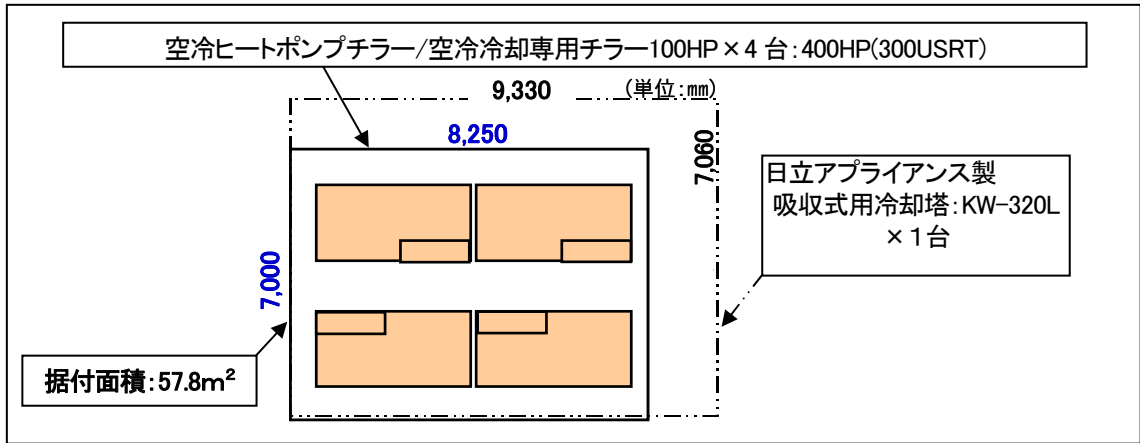 空冷ヒートポンプチラー/空冷冷却専用チラー100HP×4台:400HP(300USRT)
9,330
(単位:㎜)
8,250
7,060
日立アプライアンス製
吸収式用冷却塔:KW-320L
×1台
7,000
据付面積:57.8m²